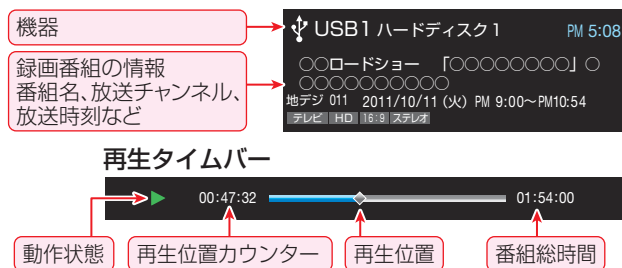 機器
USB1 ハードディスク1 PM 5:08
録画番組の情報
番組名、放送チャンネル、
放送時刻など
○○ロードショー 「○○○○○○○○」○
○○○○○○○○○○
地デジ 011 2011/10/11 (火) PM 9:00～PM10:54
テレビ HD 16:9 ステレオ
再生タイムバー
00:47:32 01:54:00
動作状態 再生位置カウンター 再生位置 番組総時間